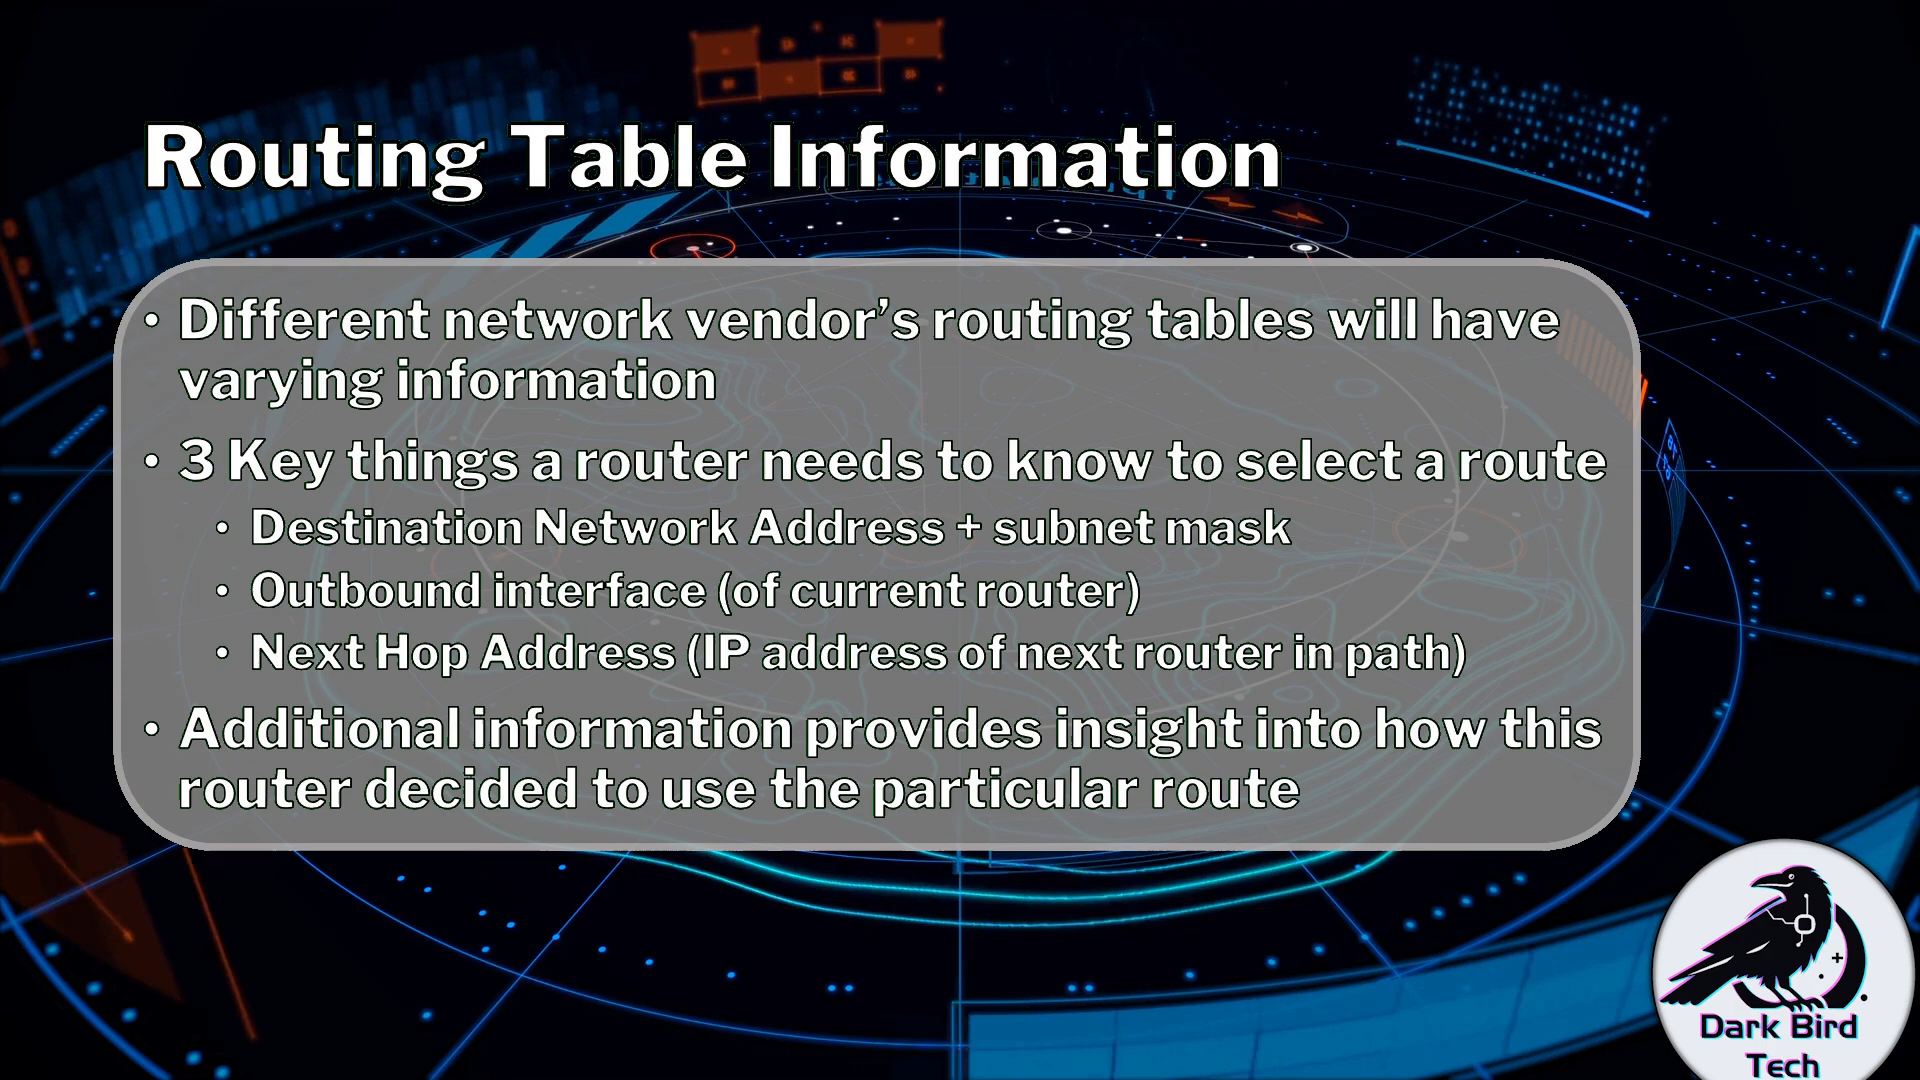 Routing Table Information
• Different network vendor’s routing tables will have
varying information
• 3 Key things a router needs to know to select a route
• Destination Network Address + subnet mask
• Outbound interface (of current router)
• Next Hop Address (IP address of next router in path)
• Additional information provides insight into how this
router decided to use the particular route
Dark Bird
Tech